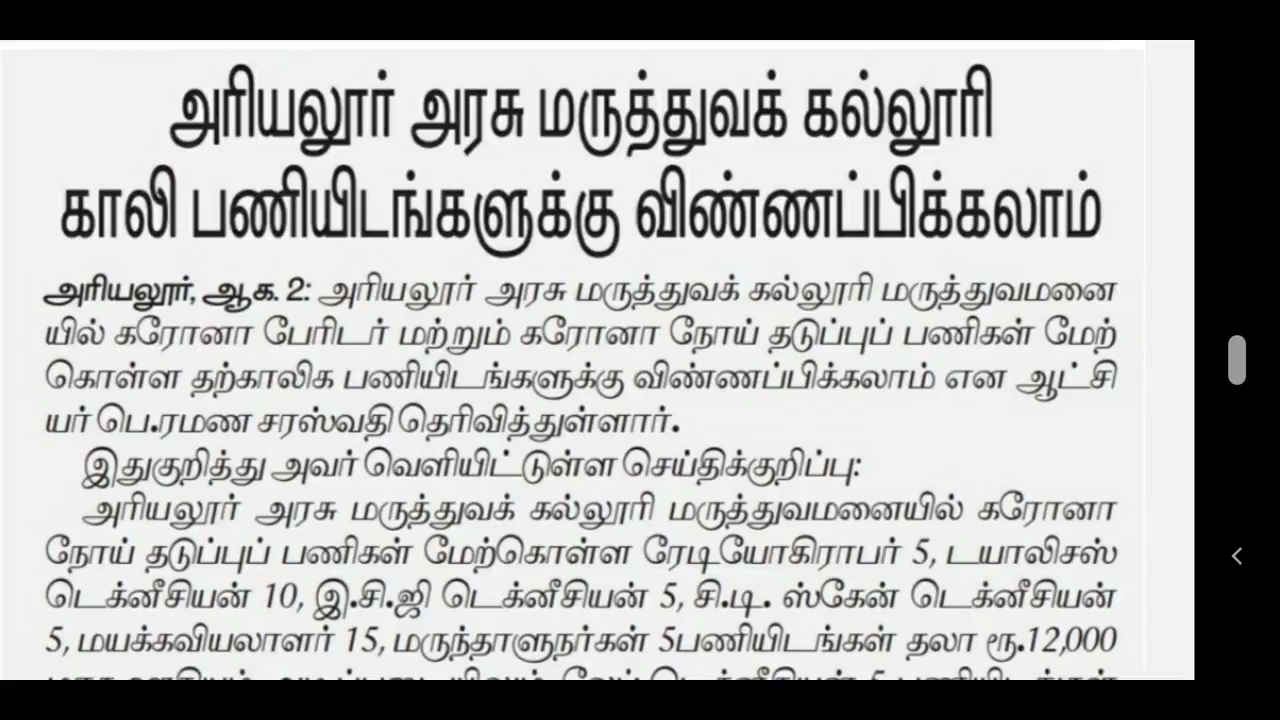 அரியலூர் அரசு மருத்துவக் கல்லூரி
காலி பணியிடங்களுக்கு விண்ணப்பிக்கலாம்
அரியலூர், ஆக. 2: அரியலூர் அரசு மருத்துவக் கல்லூரி மருத்துவமனை
யில் கரோனா பேரிடர் மற்றும் கரோனா நோய் தடுப்புப் பணிகள் மேற்
கொள்ள தற்காலிக பணியிடங்களுக்கு விண்ணப்பிக்கலாம் என ஆட்சி
யர் பெ.ரமண சரஸ்வதி தெரிவித்துள்ளார்.
இதுகுறித்து அவர் வெளியிட்டுள்ள செய்திக்குறிப்பு:
அரியலூர் அரசு மருத்துவக் கல்லூரி மருத்துவமனையில் கரோனா
நோய் தடுப்புப் பணிகள் மேற்கொள்ள ரேடியோகிராபர் 5, டயாலிசஸ்
டெக்னீசியன் 10, இ.சி.ஜி டெக்னீசியன் 5, சி.டி. ஸ்கேன் டெக்னீசியன்
5, மயக்கவியலாளர் 15, மருந்தாளுநர்கள் 5பணியிடங்கள் தலா ரூ.12,000